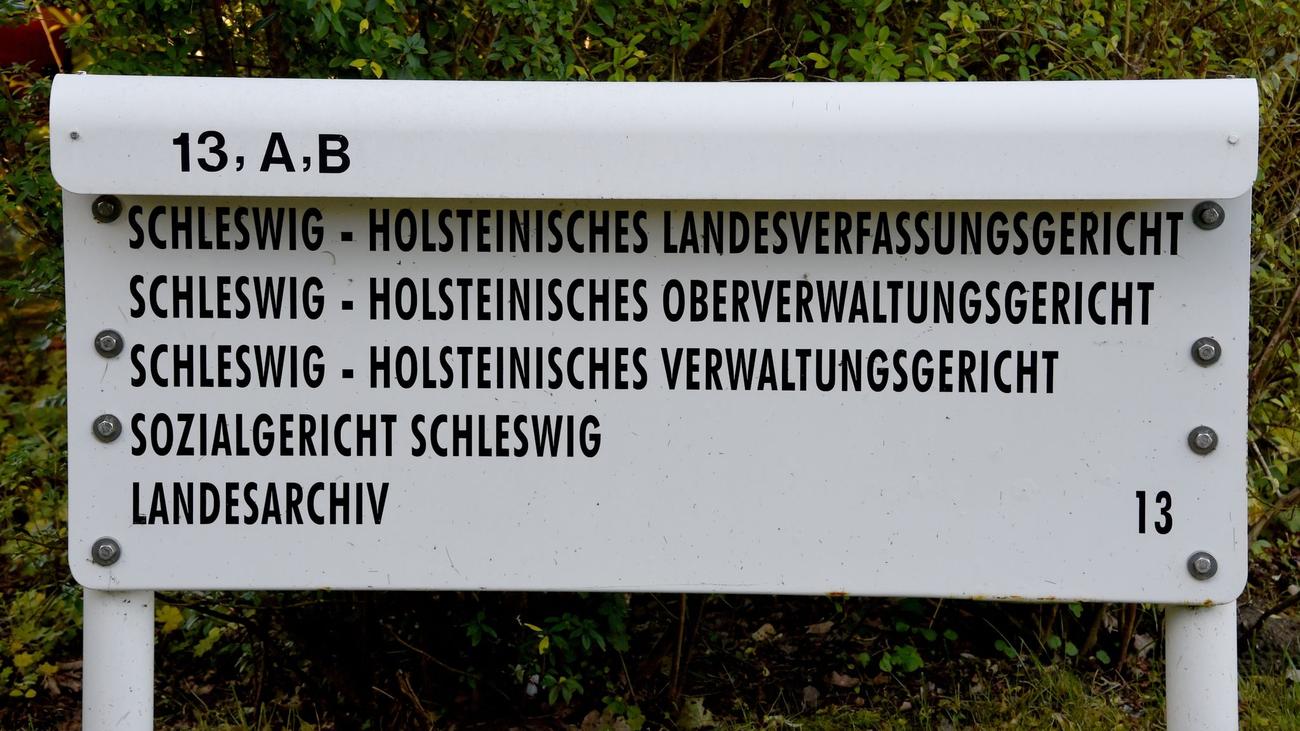 13, A,B
SCHLESWIG - HOLSTEINISCHES LANDESVERFASSUNGSGERICHT
SCHLESWIG - HOLSTEINISCHES OBERVERWALTUNGSGERICHT
SCHLESWIG - HOLSTEINISCHES VERWALTUNGSGERICHT
SOZIALGERICHT SCHLESWIG
LANDESARCHIV 13